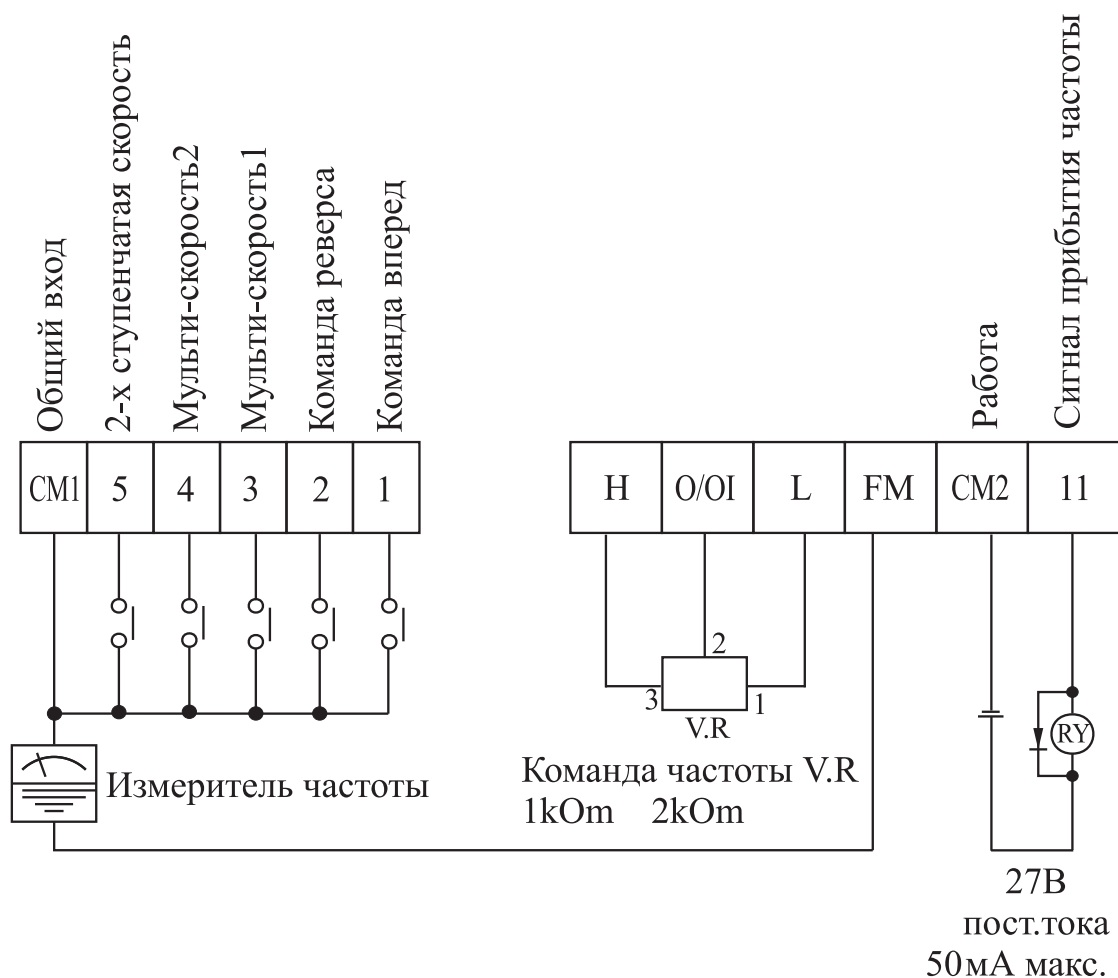 Общий вход
2-х ступенчатая скорость
Мульти-скорость2
Мульти-скорость1
Команда реверса
Команда вперед
Работа
Сигнал прибытия частоты
CM1 5 4 3 2 1
H O/OI L FM CM2 11
2
3 1
V.R
RY
Измеритель частоты
Команда частоты V.R
1kOm 2kOm
27В
пост.тока
50мА макс.